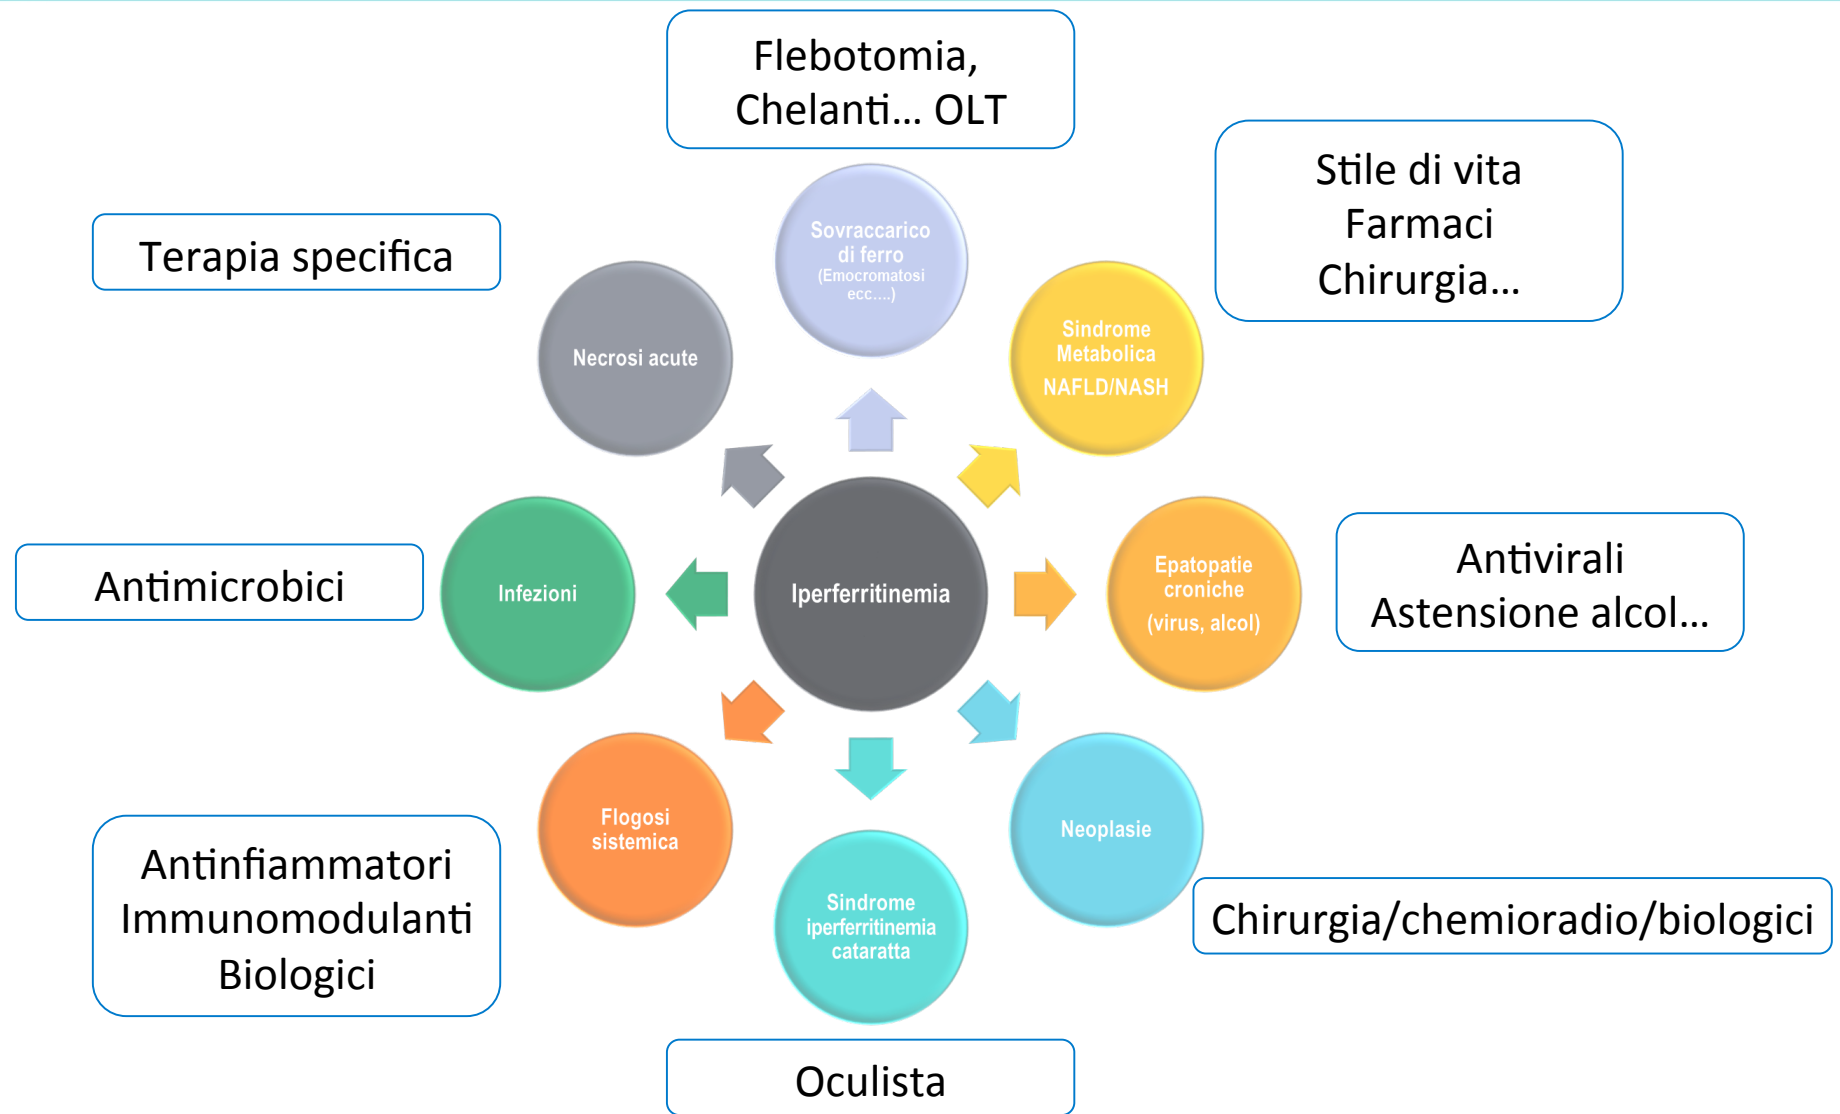 Flebotomia,
Chelanti... OLT
Stile di vita
Farmaci
Chirurgia...
Terapia specifica
Sovraccarico
di ferro
(Emocromatosi
ecc....)
Sindrome
Metabolica
NAFLD/NASH
Necrosi acute
Antimicrobici
Infezioni
Iperferritinemia
Epatopatie
croniche
(virus, alcol)
Antivirali
Astensione alcol...
Flogosi
sistemica
Neoplasie
Antinfiammatori
Immunomodulanti
Biologici
Sindrome
iperferritinemia
cataratta
Chirurgia/chemioradio/biologici
Oculista